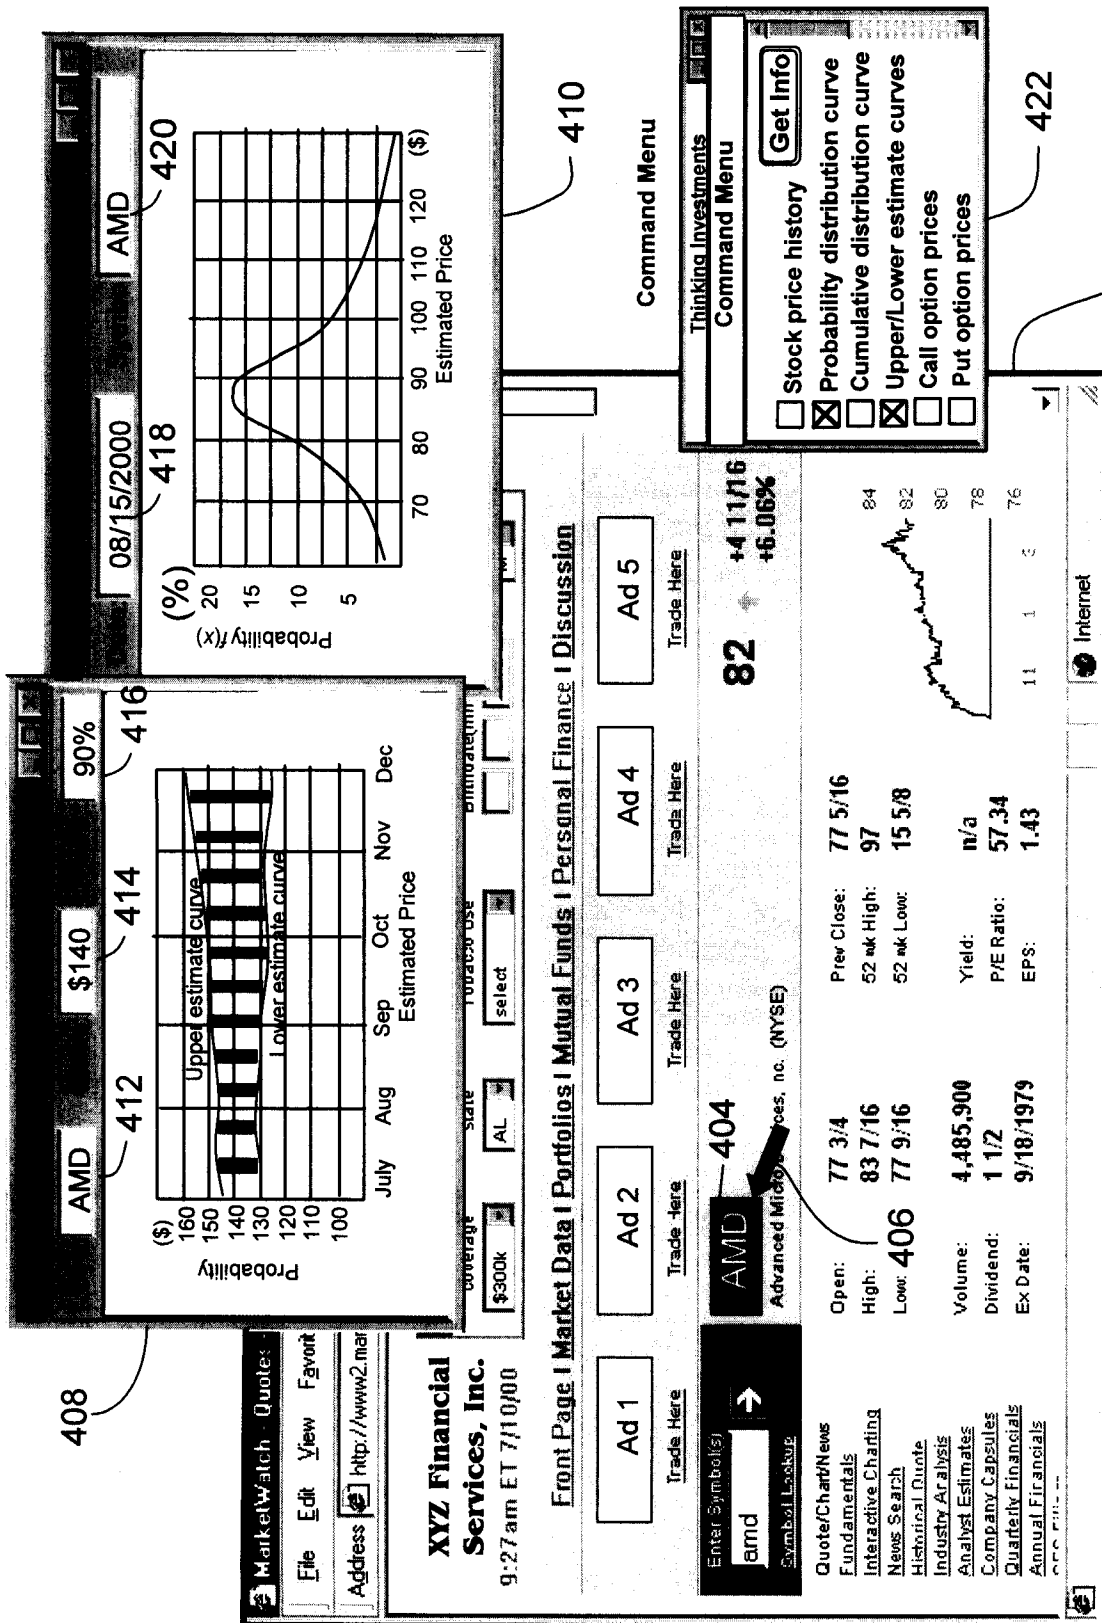 408
AMD
$140
90%
412
414
416
($)
160
150
140
130
120
110
100
Probability
Upper estimate curve
Lower estimate curve
July
Aug
Sep
Oct
Nov
Dec
Estimated Price
08/15/2000
AMD
418
420
(%)
20
15
10
5
Probability f(x)
70
80
90
100
110
120
($)
Estimated Price
410
MarketWatch - Quotes
File Edit View Favorit
Address http://www2.mar
XYZ Financial
Services, Inc.
9:27am ET 7/10/00
coverage
state
$300k
AL
select
Front Page | Market Data | Portfolios | Mutual Funds | Personal Finance | Discussion
Ad 1
Ad 2
Ad 3
Ad 4
Ad 5
Trade Here
Trade Here
Trade Here
Trade Here
Trade Here
Enter Symbol(s)
amd
Symbol Lookup
AMD
404
82
+4 11/16
+6.06%
Advanced Micro ces, nc. (NYSE)
406
Quote/Chart/News
Fundamentals
Interactive Charting
News Search
Historical Quote
Industry Analysis
Analyst Estimates
Company Capsules
Quarterly Financials
Annual Financials
Open: 77 3/4
High: 83 7/16
Low: 77 9/16
Volume: 4,485,900
Dividend: 1 1/2
Ex Date: 9/18/1979
Prev Close: 77 5/16
52 wk High: 97
52 wk Low: 15 5/8
Yield: n/a
P/E Ratio: 57.34
EPS: 1.43
84
82
80
78
76
11
1
3
Internet
Command Menu
Thinking Investments
Command Menu
Get Info
Stock price history
Probability distribution curve
Cumulative distribution curve
Upper/Lower estimate curves
Call option prices
Put option prices
422